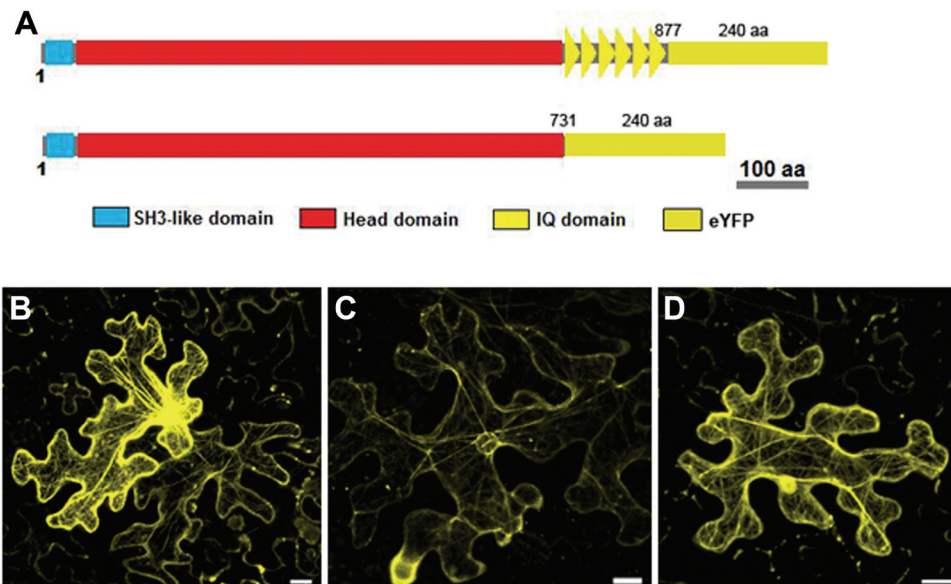 A
877 240 aa
1
731 240 aa
1
100 aa
SH3-like domain Head domain IQ domain eYFP
B C D